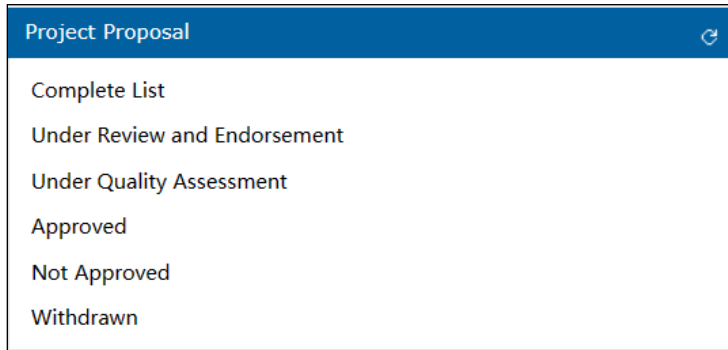 Project Proposal
Complete List
Under Review and Endorsement
Under Quality Assessment
Approved
Not Approved
Withdrawn